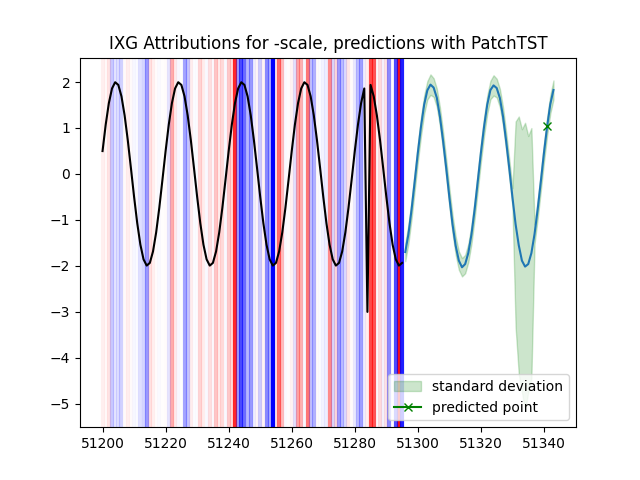 IXG Attributions for -scale, predictions with PatchTST
2
1
0
−1
−2
−3
−4
−5
standard deviation
predicted point
51200 51220 51240 51260 51280 51300 51320 51340